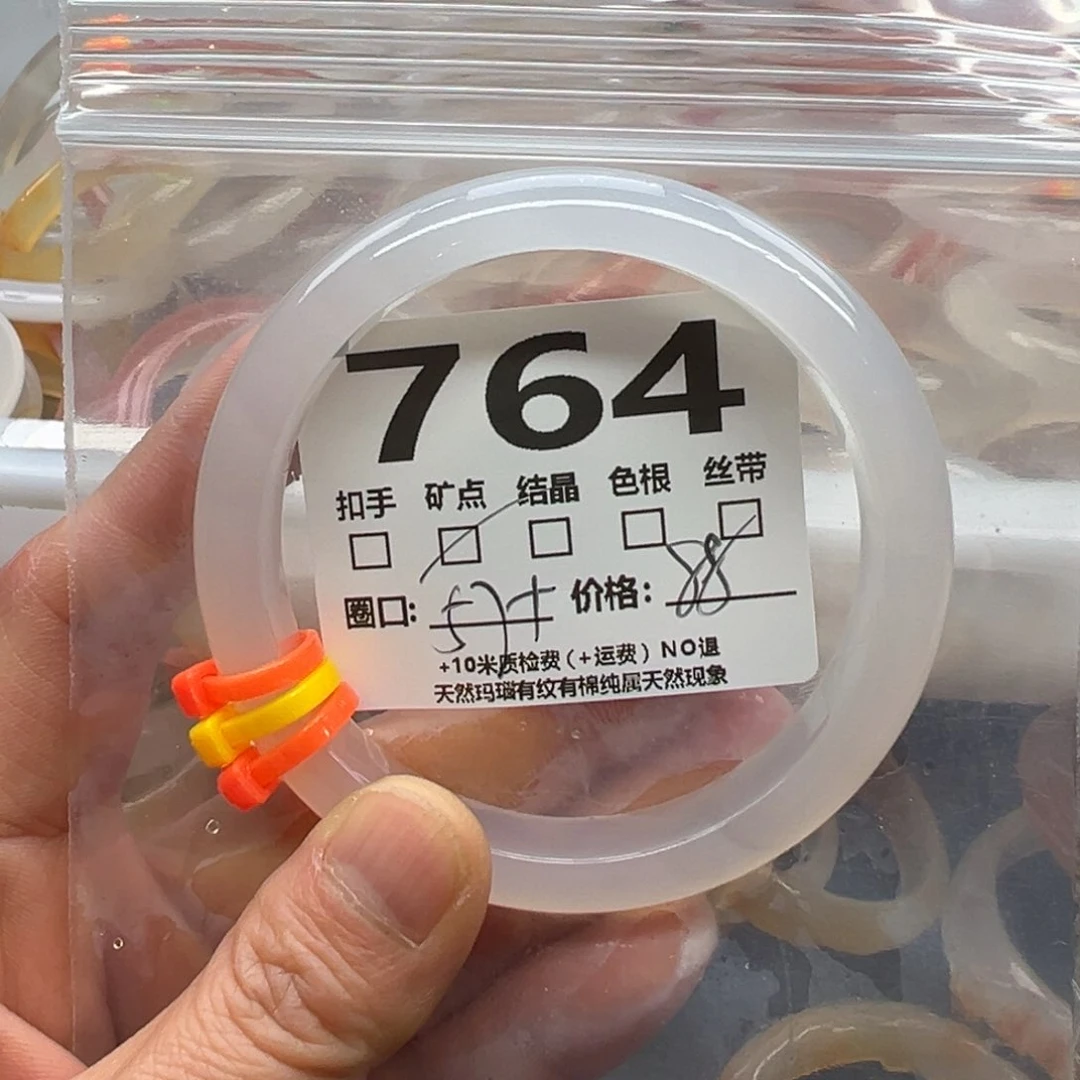 764
扣手 矿点 结晶 色根 丝带
圈口: 价格: 88
+10米质检费(+运费) NO退
天然玛瑙有纹有棉纯属天然现象